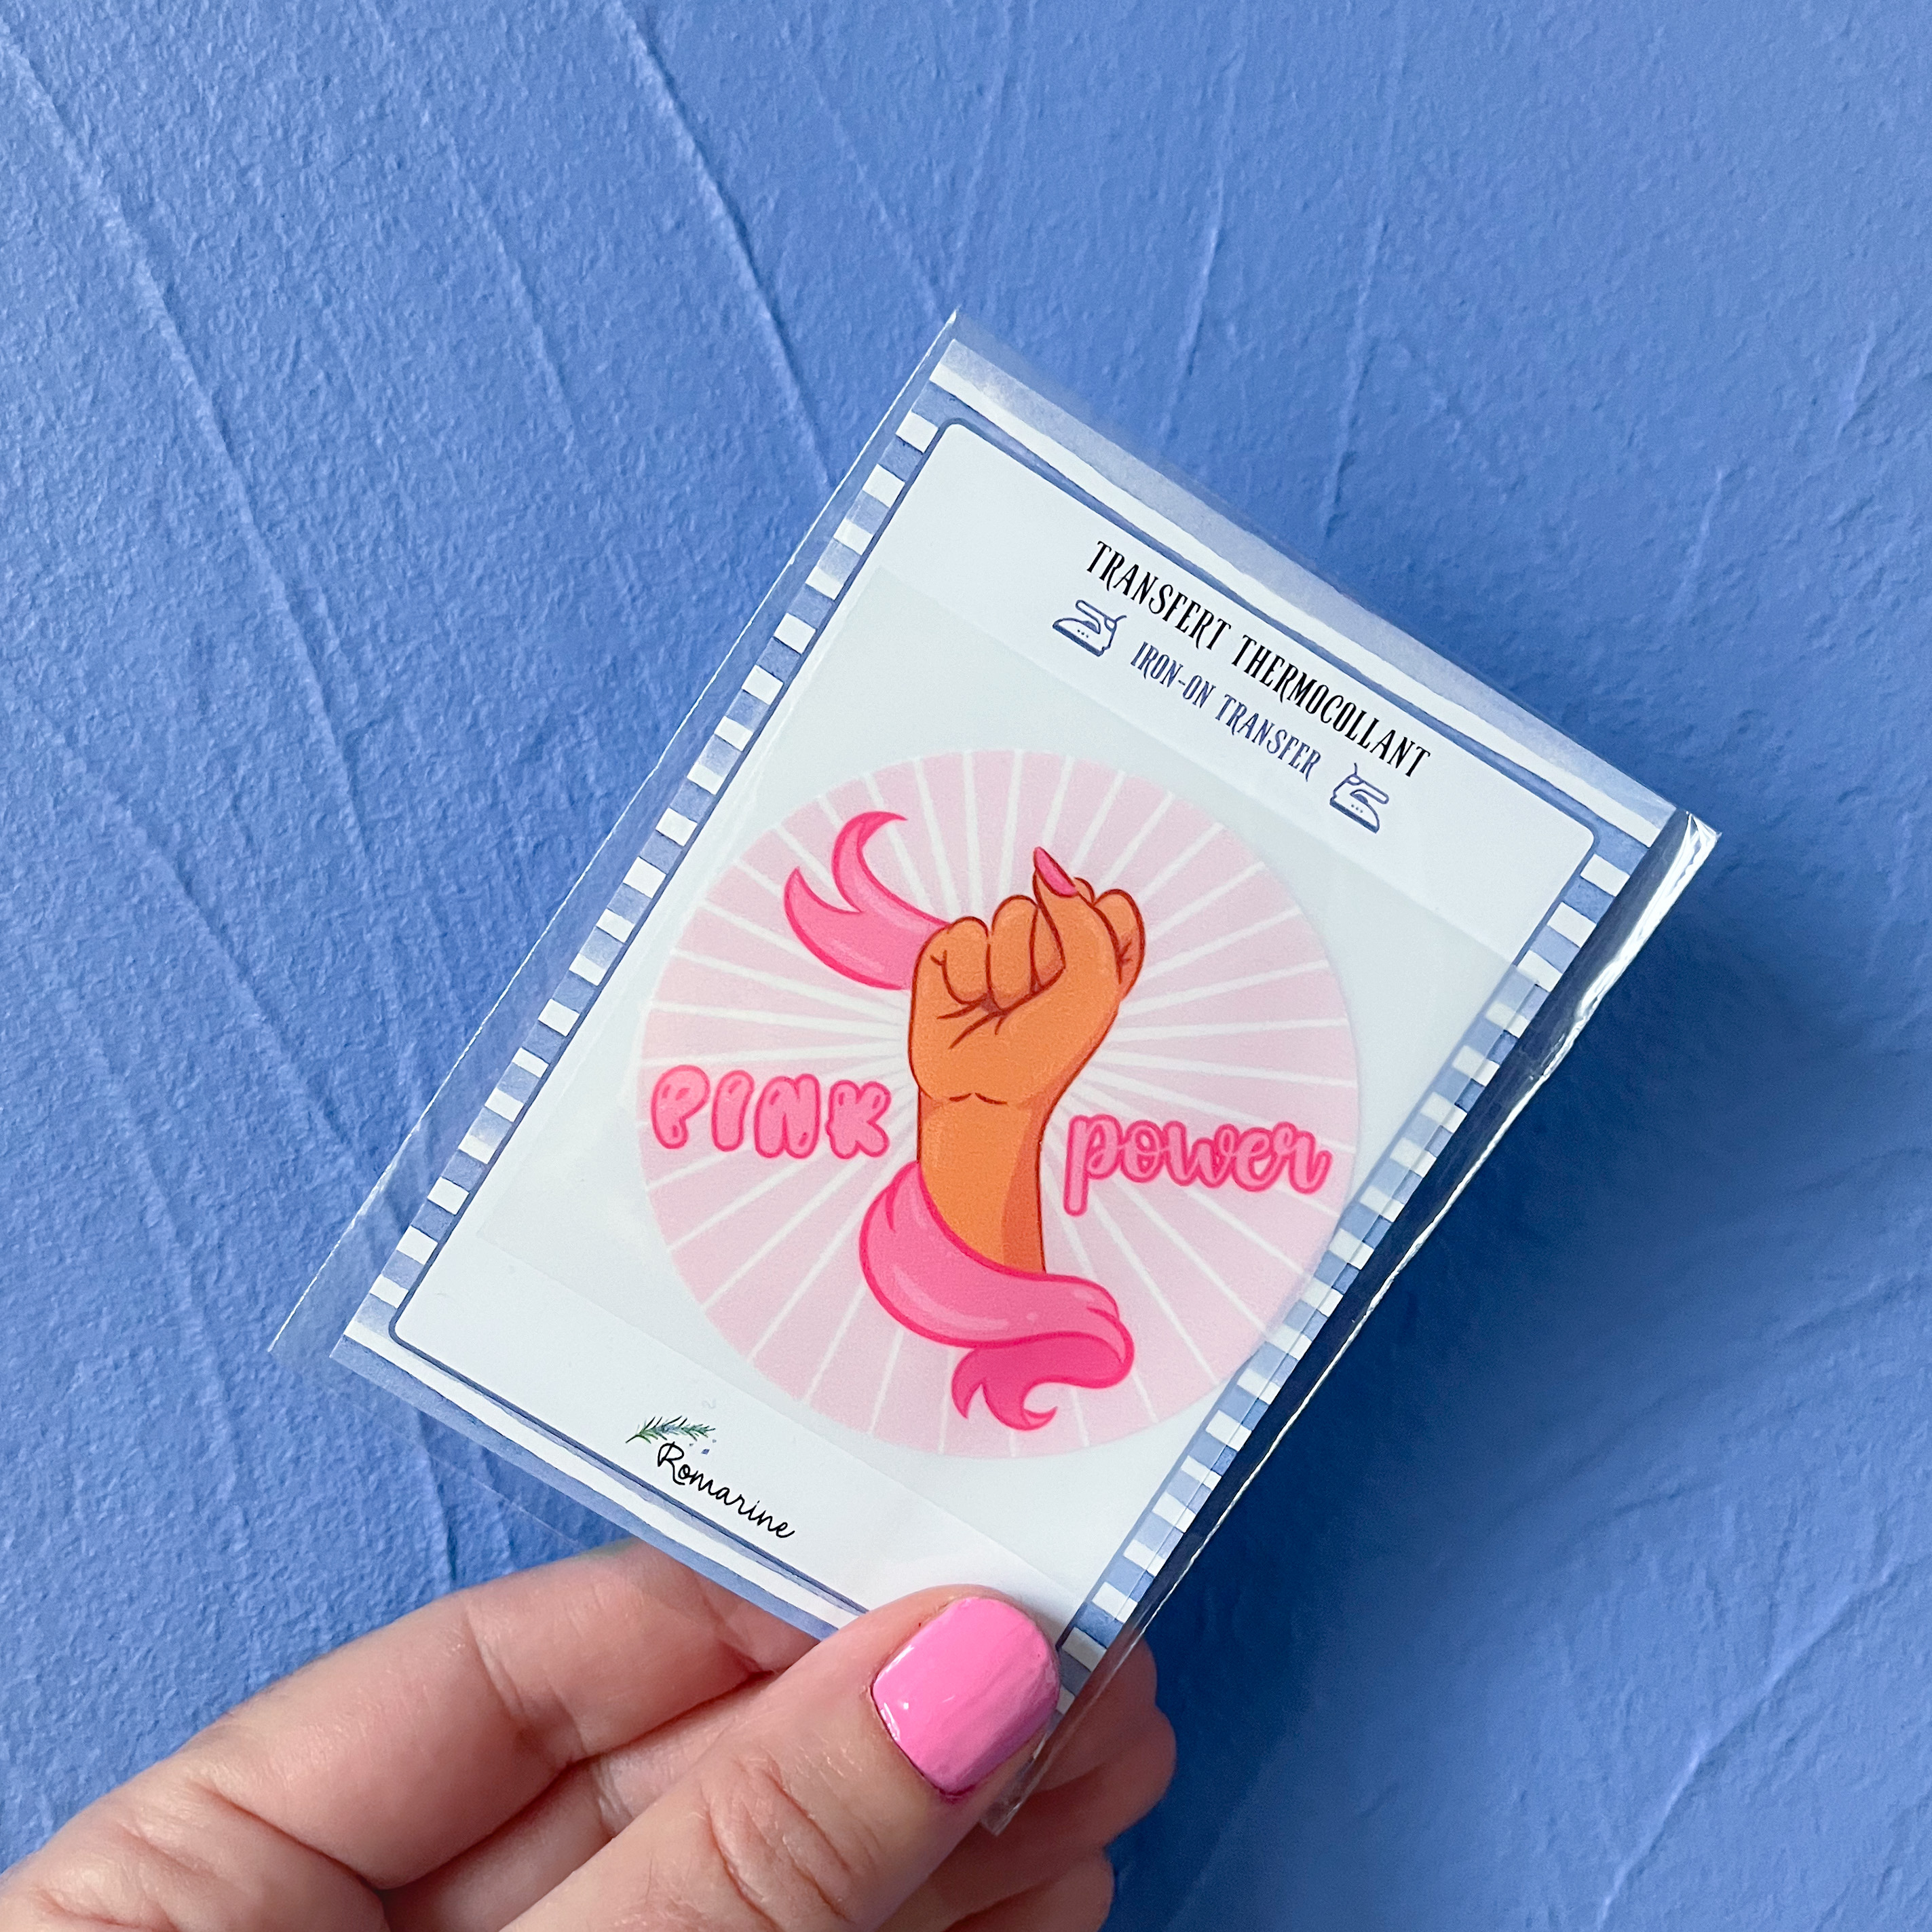 TRANSFERT THERMOCOLLANT
IRON-ON TRANSFER
PINK power
Romarine